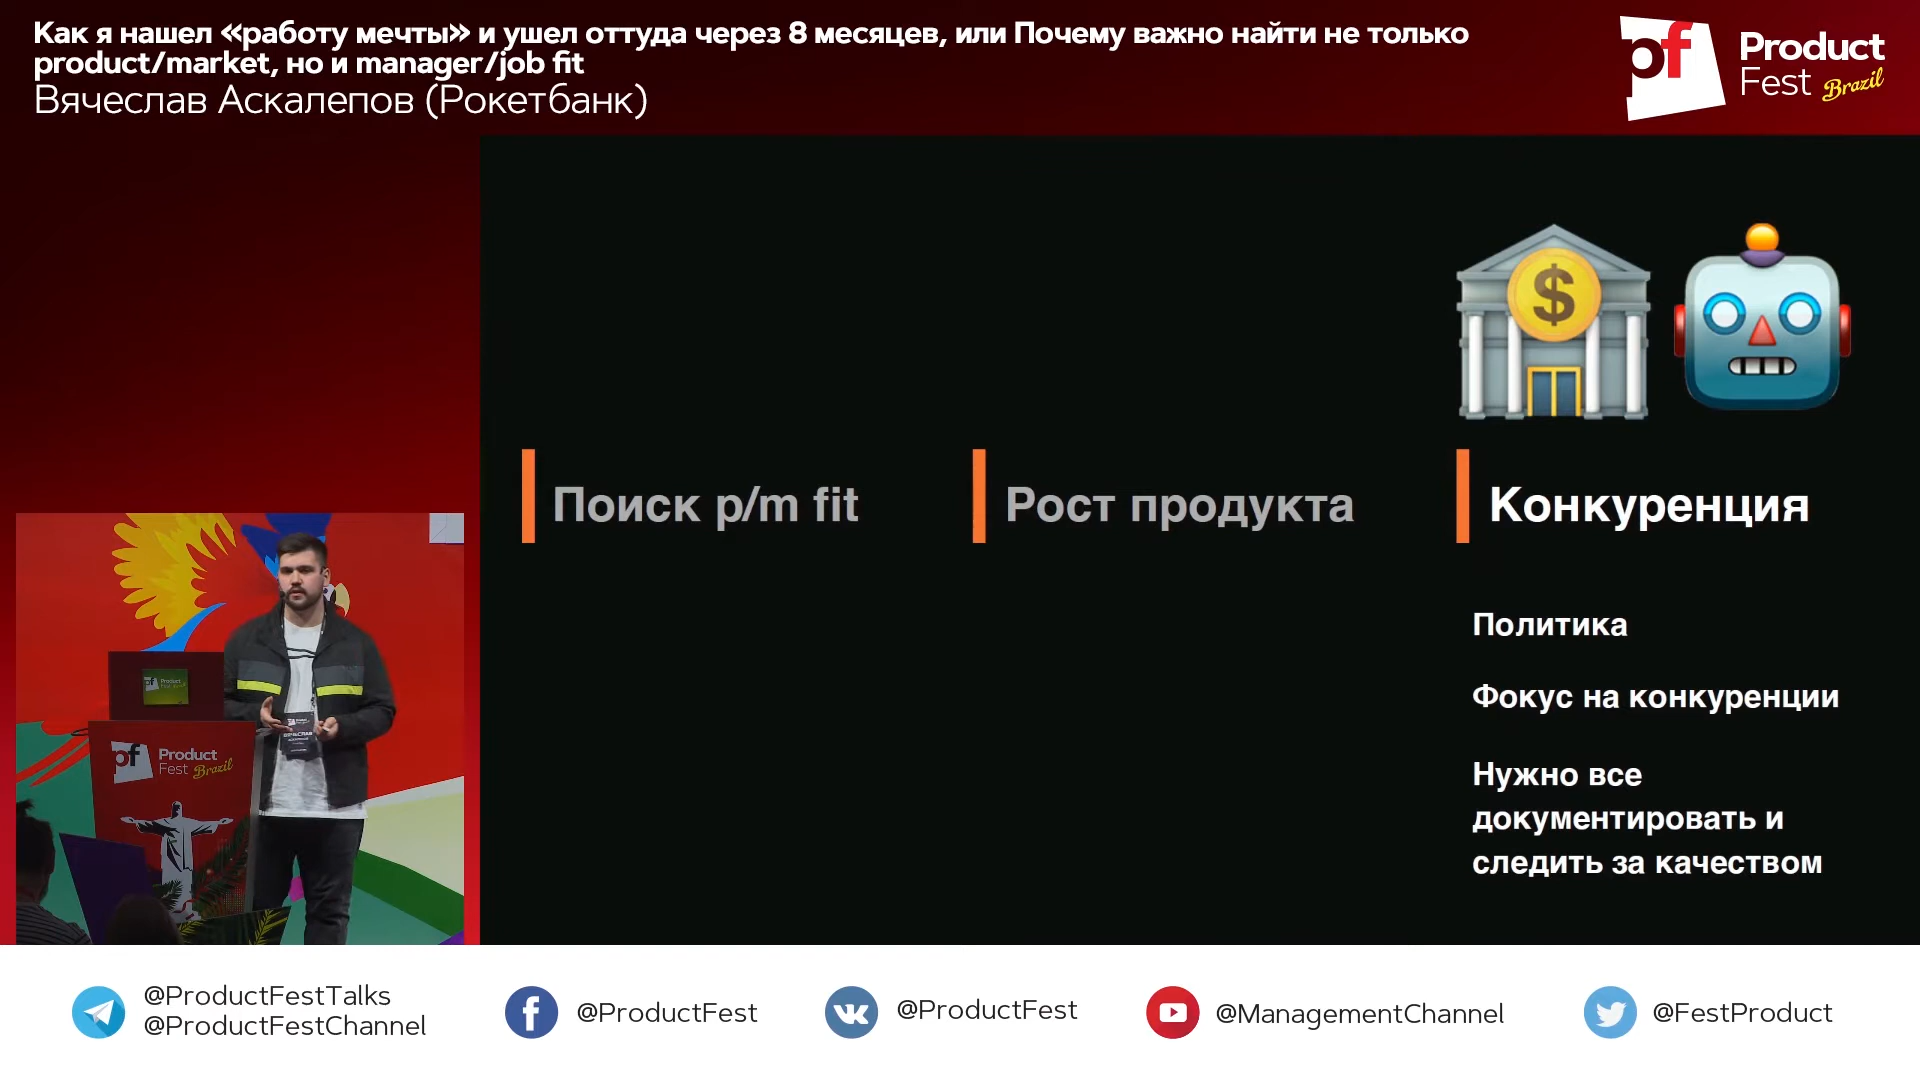 Как я нашел «работу мечты» и ушел оттуда через 8 месяцев, или Почему важно найти не только
product/market, но и manager/job fit
Вячеслав Аскалепов (Рокетбанк)
pf
Product
Fest Brazil
$
Поиск p/m fit
Рост продукта
Конкуренция
Политика
Фокус на конкуренции
Нужно все
документировать и
следить за качеством
pf
Product
Fest Brazil
@ProductFestTalks
@ProductFestChannel
@ProductFest
@ProductFest
@ManagementChannel
@FestProduct